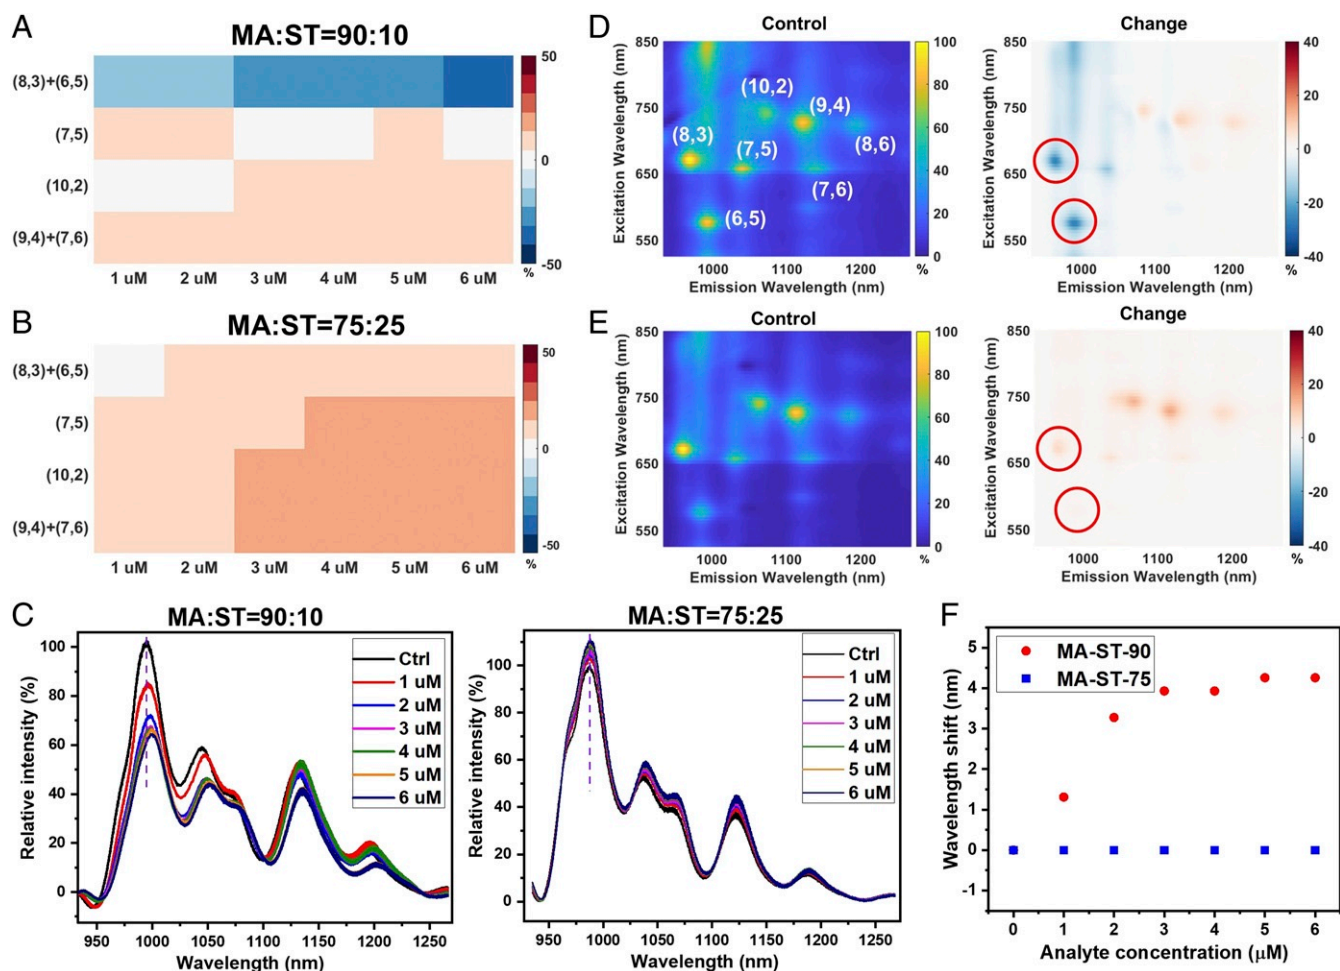 A
MA:ST=90:10
(8,3)+(6,5)
(7,5)
(10,2)
(9,4)+(7,6)
1 uM 2 uM 3 uM 4 uM 5 uM 6 uM
50
0
-50
%
B
MA:ST=75:25
(8,3)+(6,5)
(7,5)
(10,2)
(9,4)+(7,6)
1 uM 2 uM 3 uM 4 uM 5 uM 6 uM
50
0
-50
%
D
Control
Excitation Wavelength (nm)
850
750
650
550
(10,2)
(9,4)
(8,3)
(7,5)
(8,6)
(7,6)
(6,5)
1000 1100 1200
Emission Wavelength (nm)
100
80
60
40
20
0
%
Change
Excitation Wavelength (nm)
850
750
650
550
1000 1100 1200
Emission Wavelength (nm)
40
20
0
-20
-40
%
E
Control
Excitation Wavelength (nm)
850
750
650
550
1000 1100 1200
Emission Wavelength (nm)
100
80
60
40
20
0
%
Change
Excitation Wavelength (nm)
850
750
650
550
1000 1100 1200
Emission Wavelength (nm)
40
20
0
-20
-40
%
C
MA:ST=90:10
Relative intensity (%)
100
80
60
40
20
0
950 1000 1050 1100 1150 1200 1250
Wavelength (nm)
Ctrl
1 uM
2 uM
3 uM
4 uM
5 uM
6 uM
MA:ST=75:25
Relative intensity (%)
100
80
60
40
20
0
950 1000 1050 1100 1150 1200 1250
Wavelength (nm)
Ctrl
1 uM
2 uM
3 uM
4 uM
5 uM
6 uM
F
Wavelength shift (nm)
5
4
3
2
1
0
-1
MA-ST-90
MA-ST-75
0 1 2 3 4 5 6
Analyte concentration (μM)